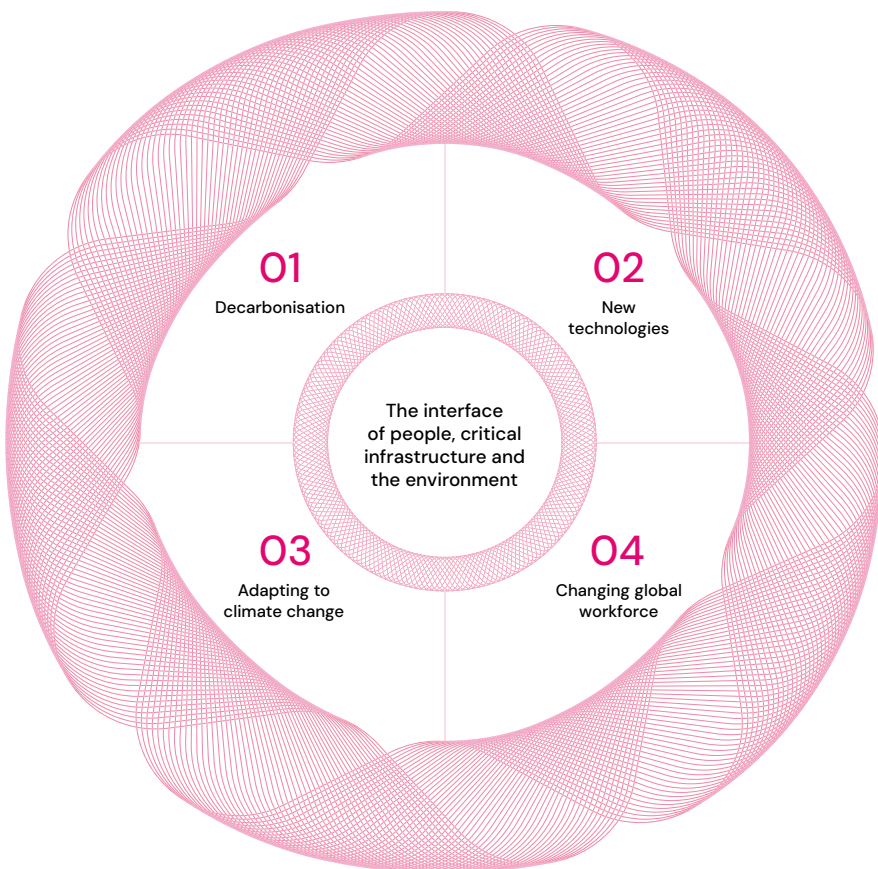 01
Decarbonisation
02
New
technologies
The interface
of people, critical
infrastructure and
the environment
03
Adapting to
climate change
04
Changing global
workforce